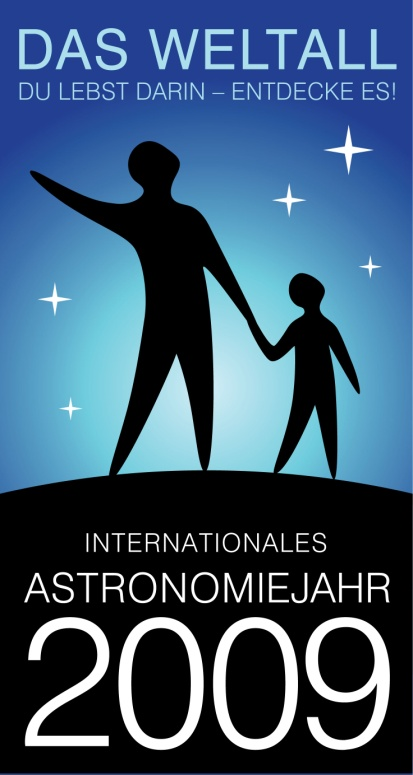 DAS WELTALL
DU LEBST DARIN – ENTDECKE ES!
INTERNATIONALES
ASTRONOMIEJAHR
2009